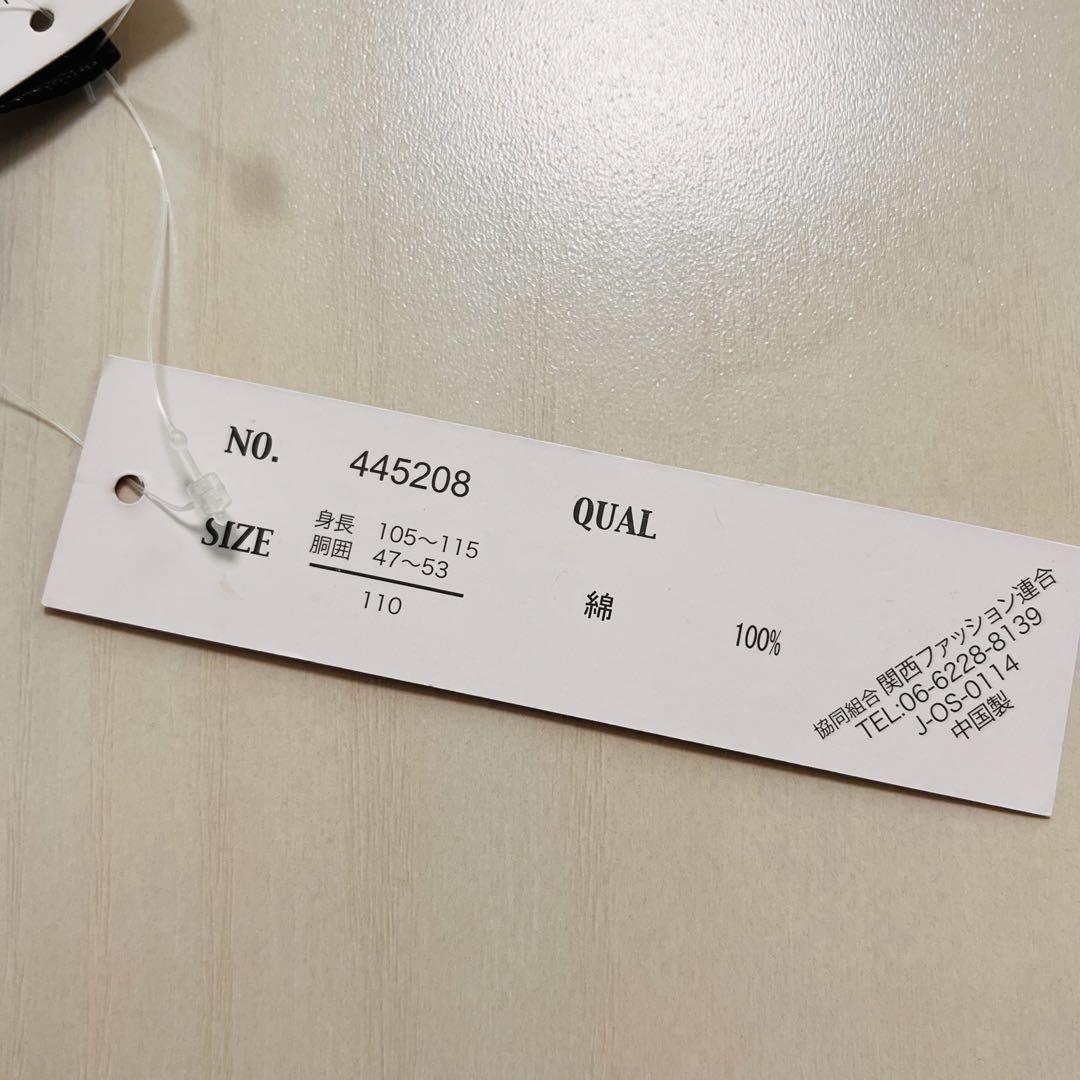 NO. 445208
SIZE
身長 105〜115
胴囲 47〜53
110
QUAL
綿 100%
協同組合 関西ファッション連合
TEL:06-6228-8139
J-OS-0114
中国製